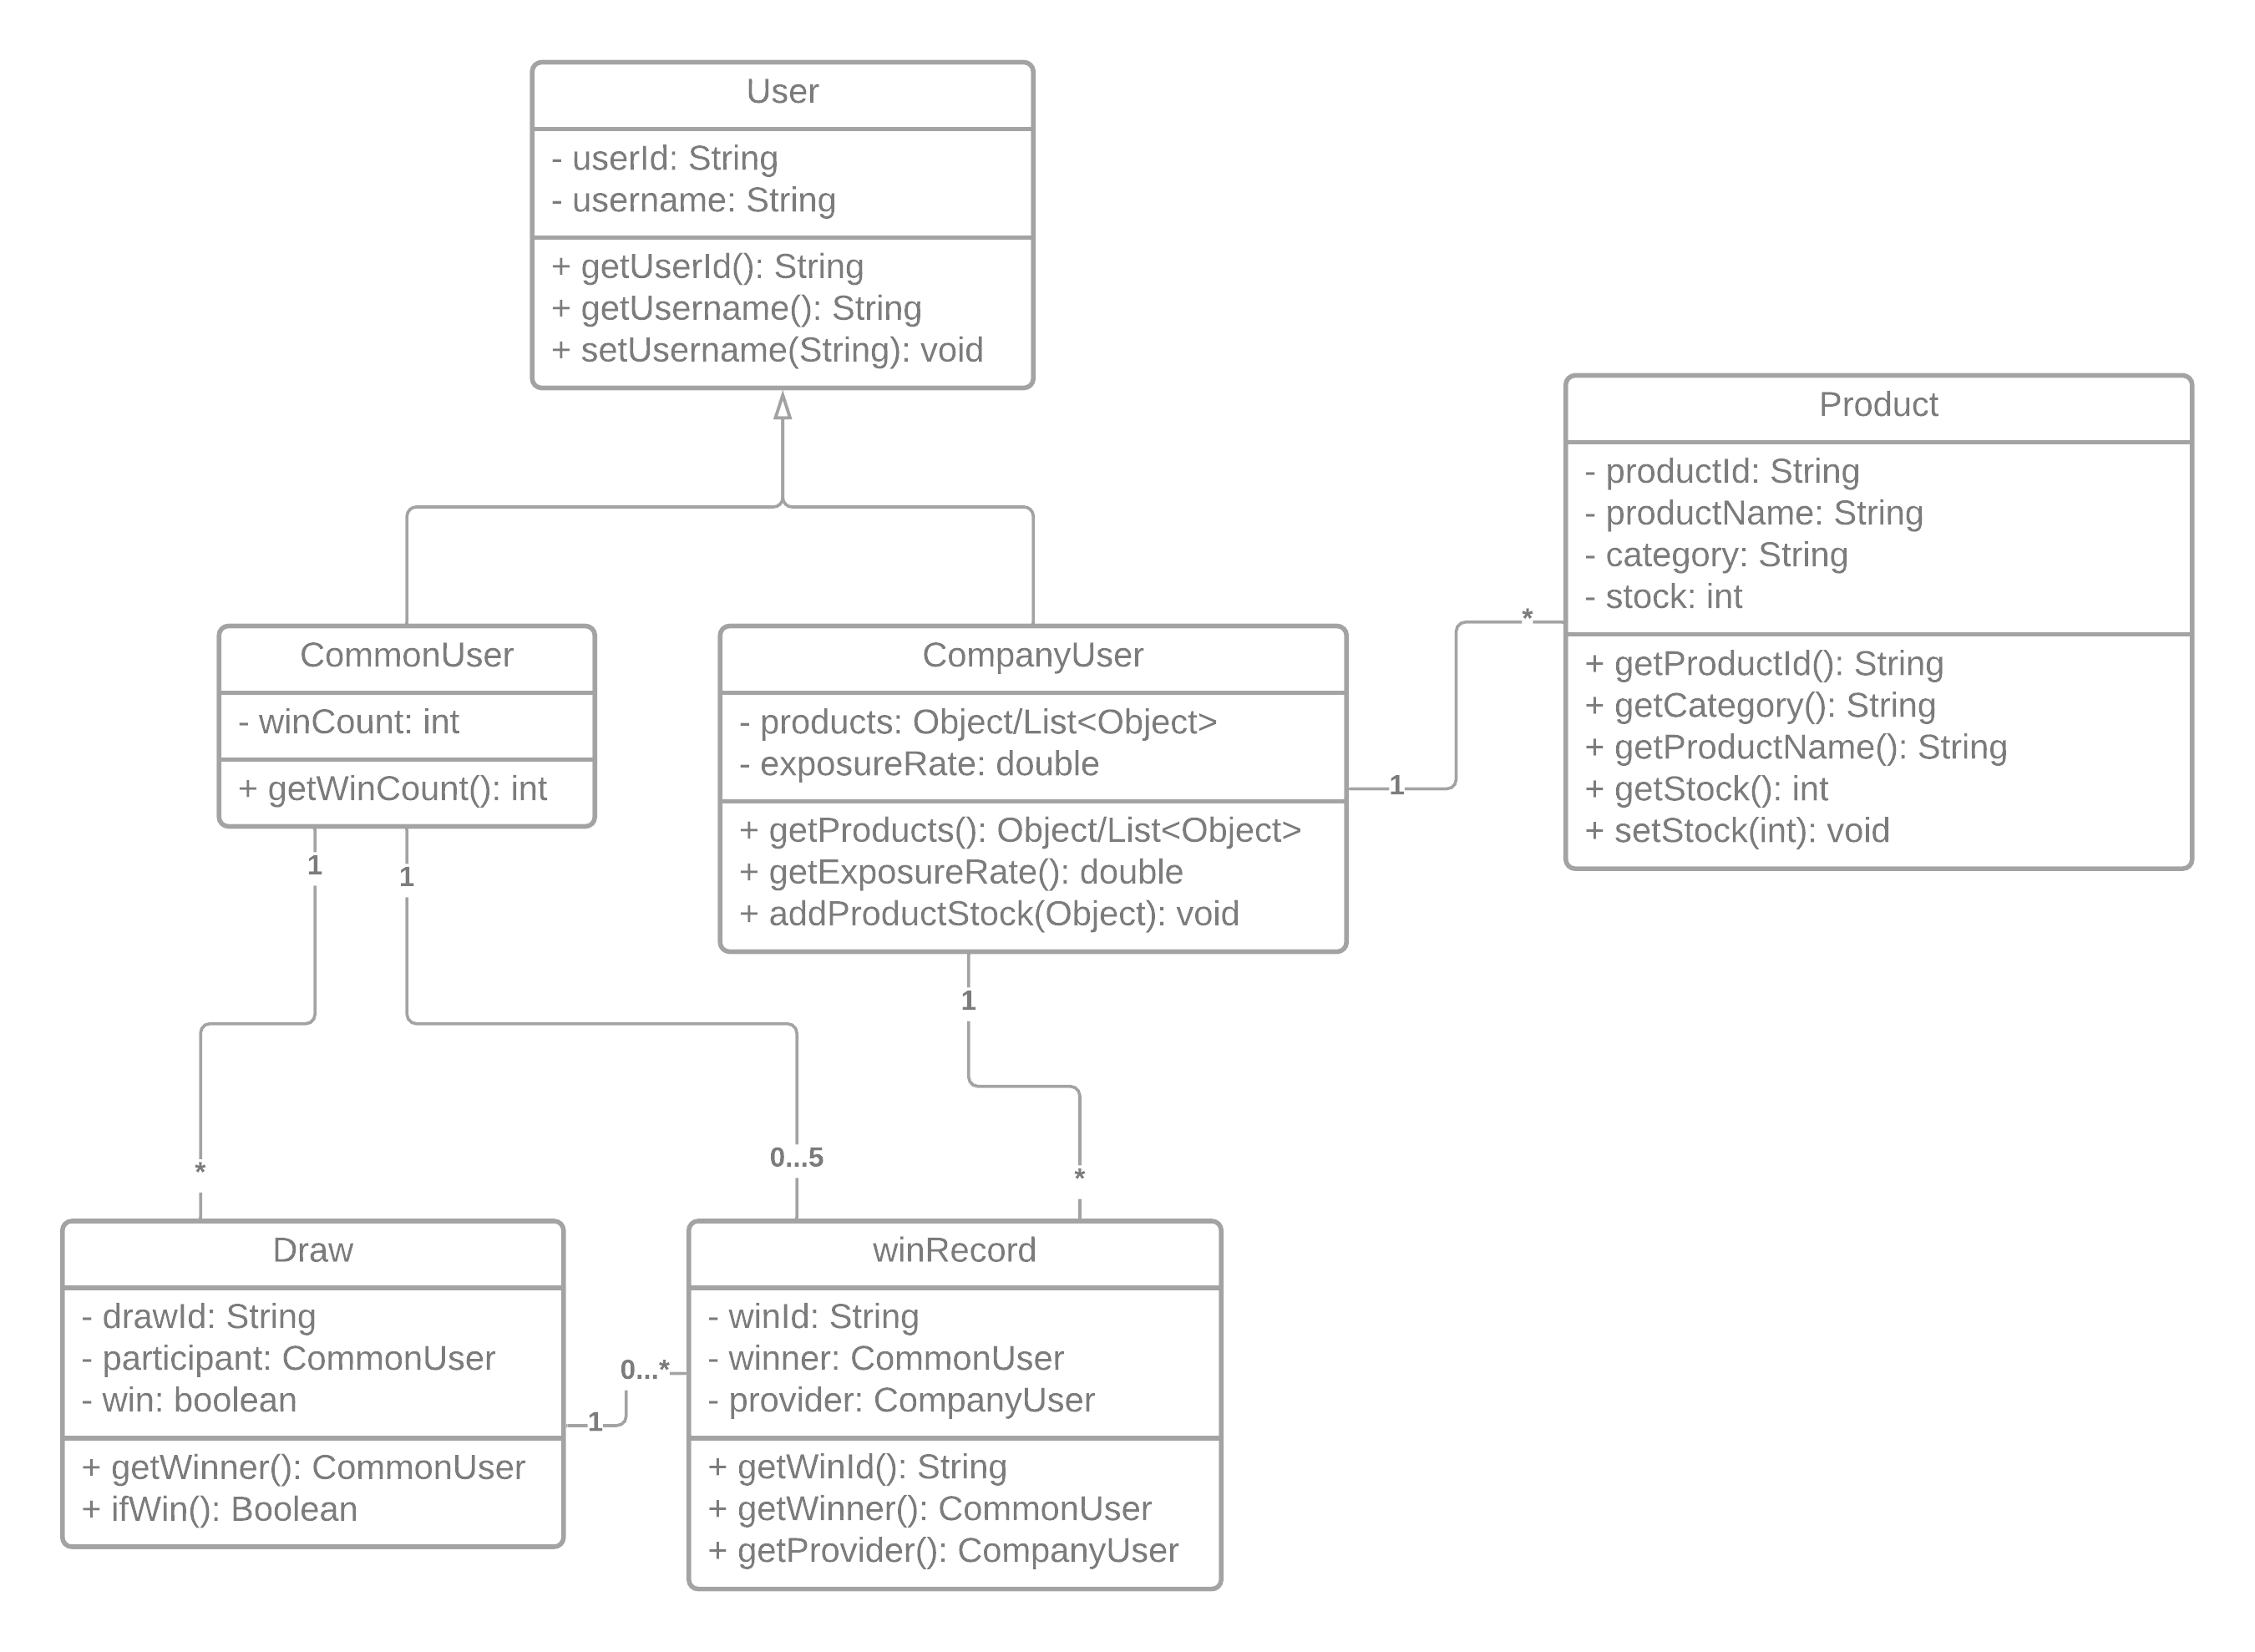 User
- userId: String
- username: String
+ getUserId(): String
+ getUsername(): String
+ setUsername(String): void
Product
- productId: String
- productName: String
- category: String
- stock: int
+ getProductId(): String
+ getCategory(): String
+ getProductName(): String
+ getStock(): int
+ setStock(int): void
CommonUser
- winCount: int
+ getWinCount(): int
CompanyUser
- products: Object/List<Object>
- exposureRate: double
+ getProducts(): Object/List<Object>
+ getExposureRate(): double
+ addProductStock(Object): void
*
1
1
1
1
*
0...5
*
Draw
- drawId: String
- participant: CommonUser
- win: boolean
+ getWinner(): CommonUser
+ ifWin(): Boolean
0...*
1
winRecord
- winId: String
- winner: CommonUser
- provider: CompanyUser
+ getWinId(): String
+ getWinner(): CommonUser
+ getProvider(): CompanyUser